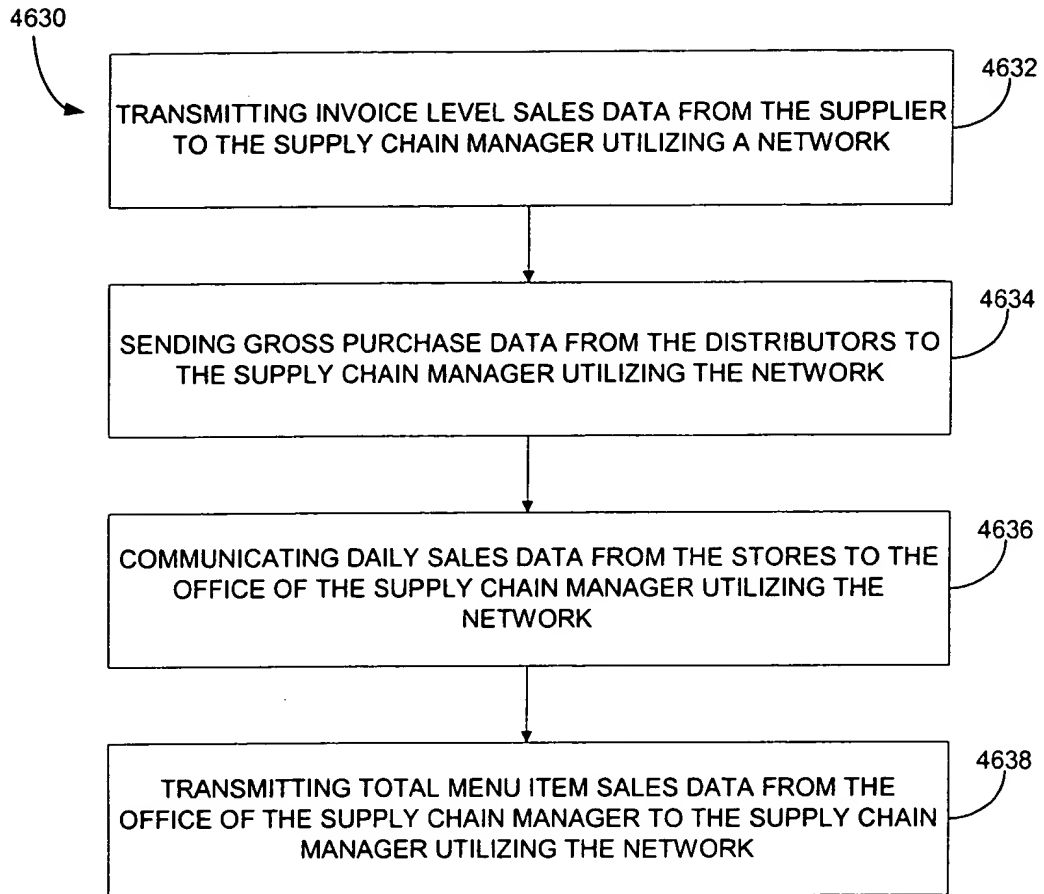 4630
4632
TRANSMITTING INVOICE LEVEL SALES DATA FROM THE SUPPLIER
TO THE SUPPLY CHAIN MANAGER UTILIZING A NETWORK
4634
SENDING GROSS PURCHASE DATA FROM THE DISTRIBUTORS TO
THE SUPPLY CHAIN MANAGER UTILIZING THE NETWORK
4636
COMMUNICATING DAILY SALES DATA FROM THE STORES TO THE
OFFICE OF THE SUPPLY CHAIN MANAGER UTILIZING THE
NETWORK
4638
TRANSMITTING TOTAL MENU ITEM SALES DATA FROM THE
OFFICE OF THE SUPPLY CHAIN MANAGER TO THE SUPPLY CHAIN
MANAGER UTILIZING THE NETWORK